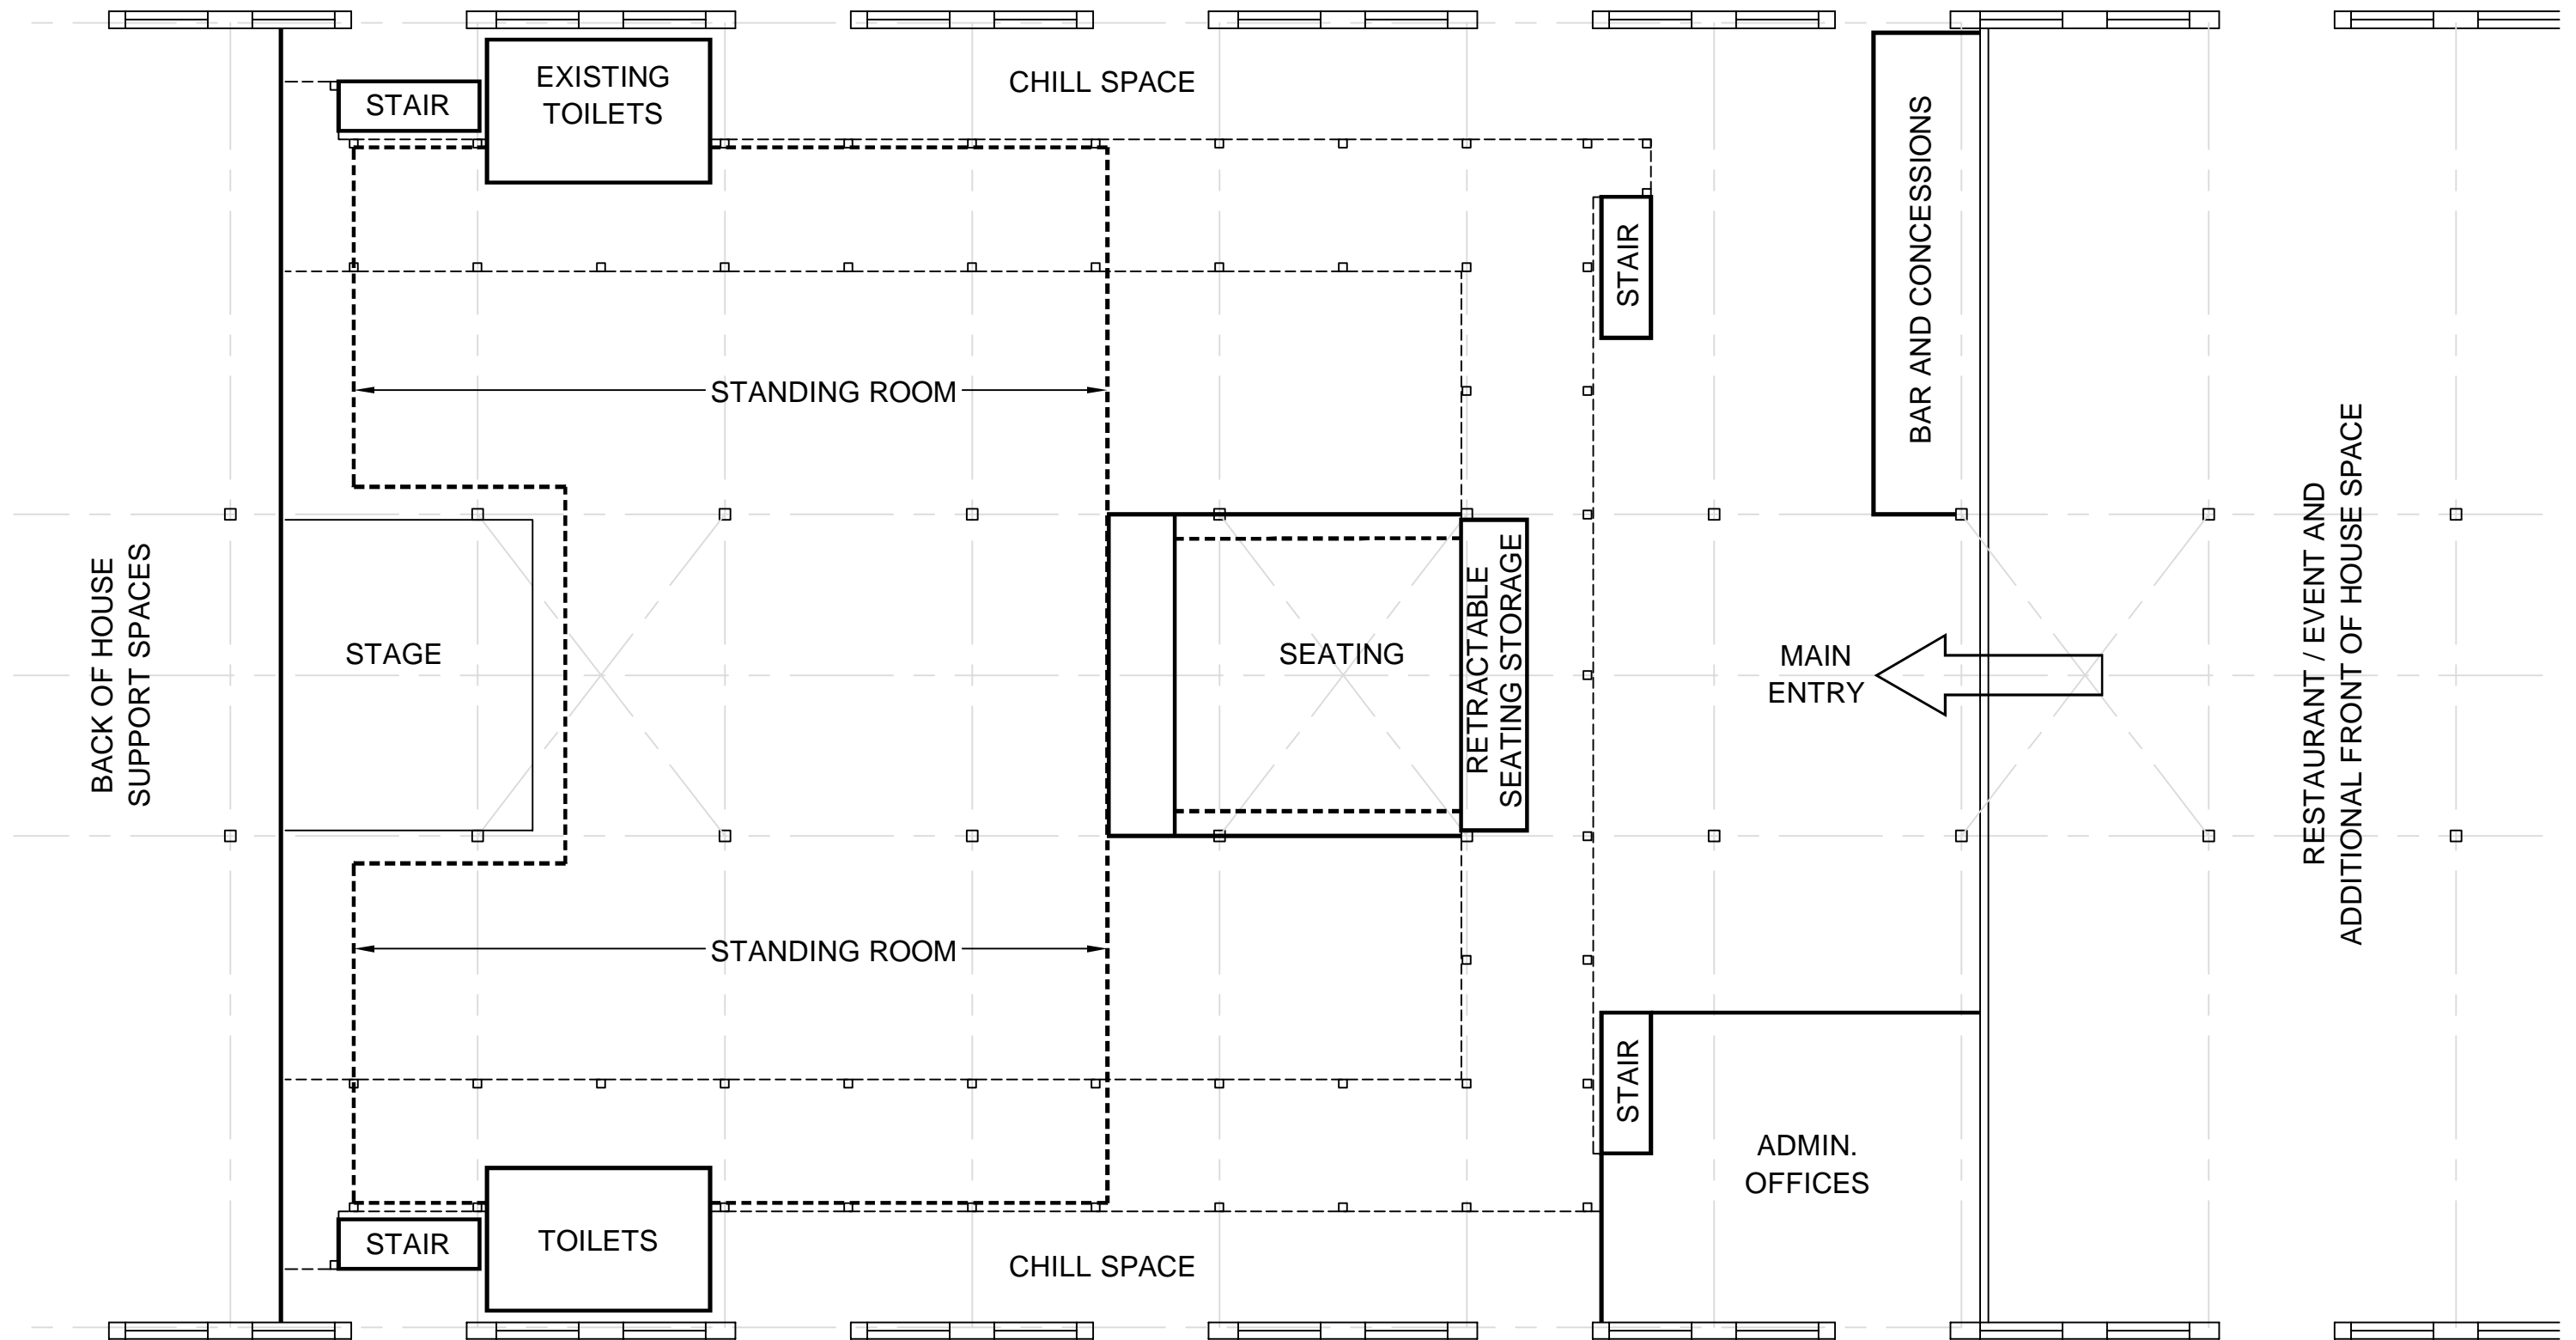 EXISTING
TOILETS
CHILL SPACE
STAIR
BAR AND CONCESSIONS
STAIR
STANDING ROOM
BACK OF HOUSE
SUPPORT SPACES
STAGE
SEATING
RETRACTABLE
SEATING STORAGE
MAIN
ENTRY
RESTAURANT / EVENT AND
ADDITIONAL FRONT OF HOUSE SPACE
STANDING ROOM
STAIR
ADMIN.
OFFICES
STAIR
TOILETS
CHILL SPACE